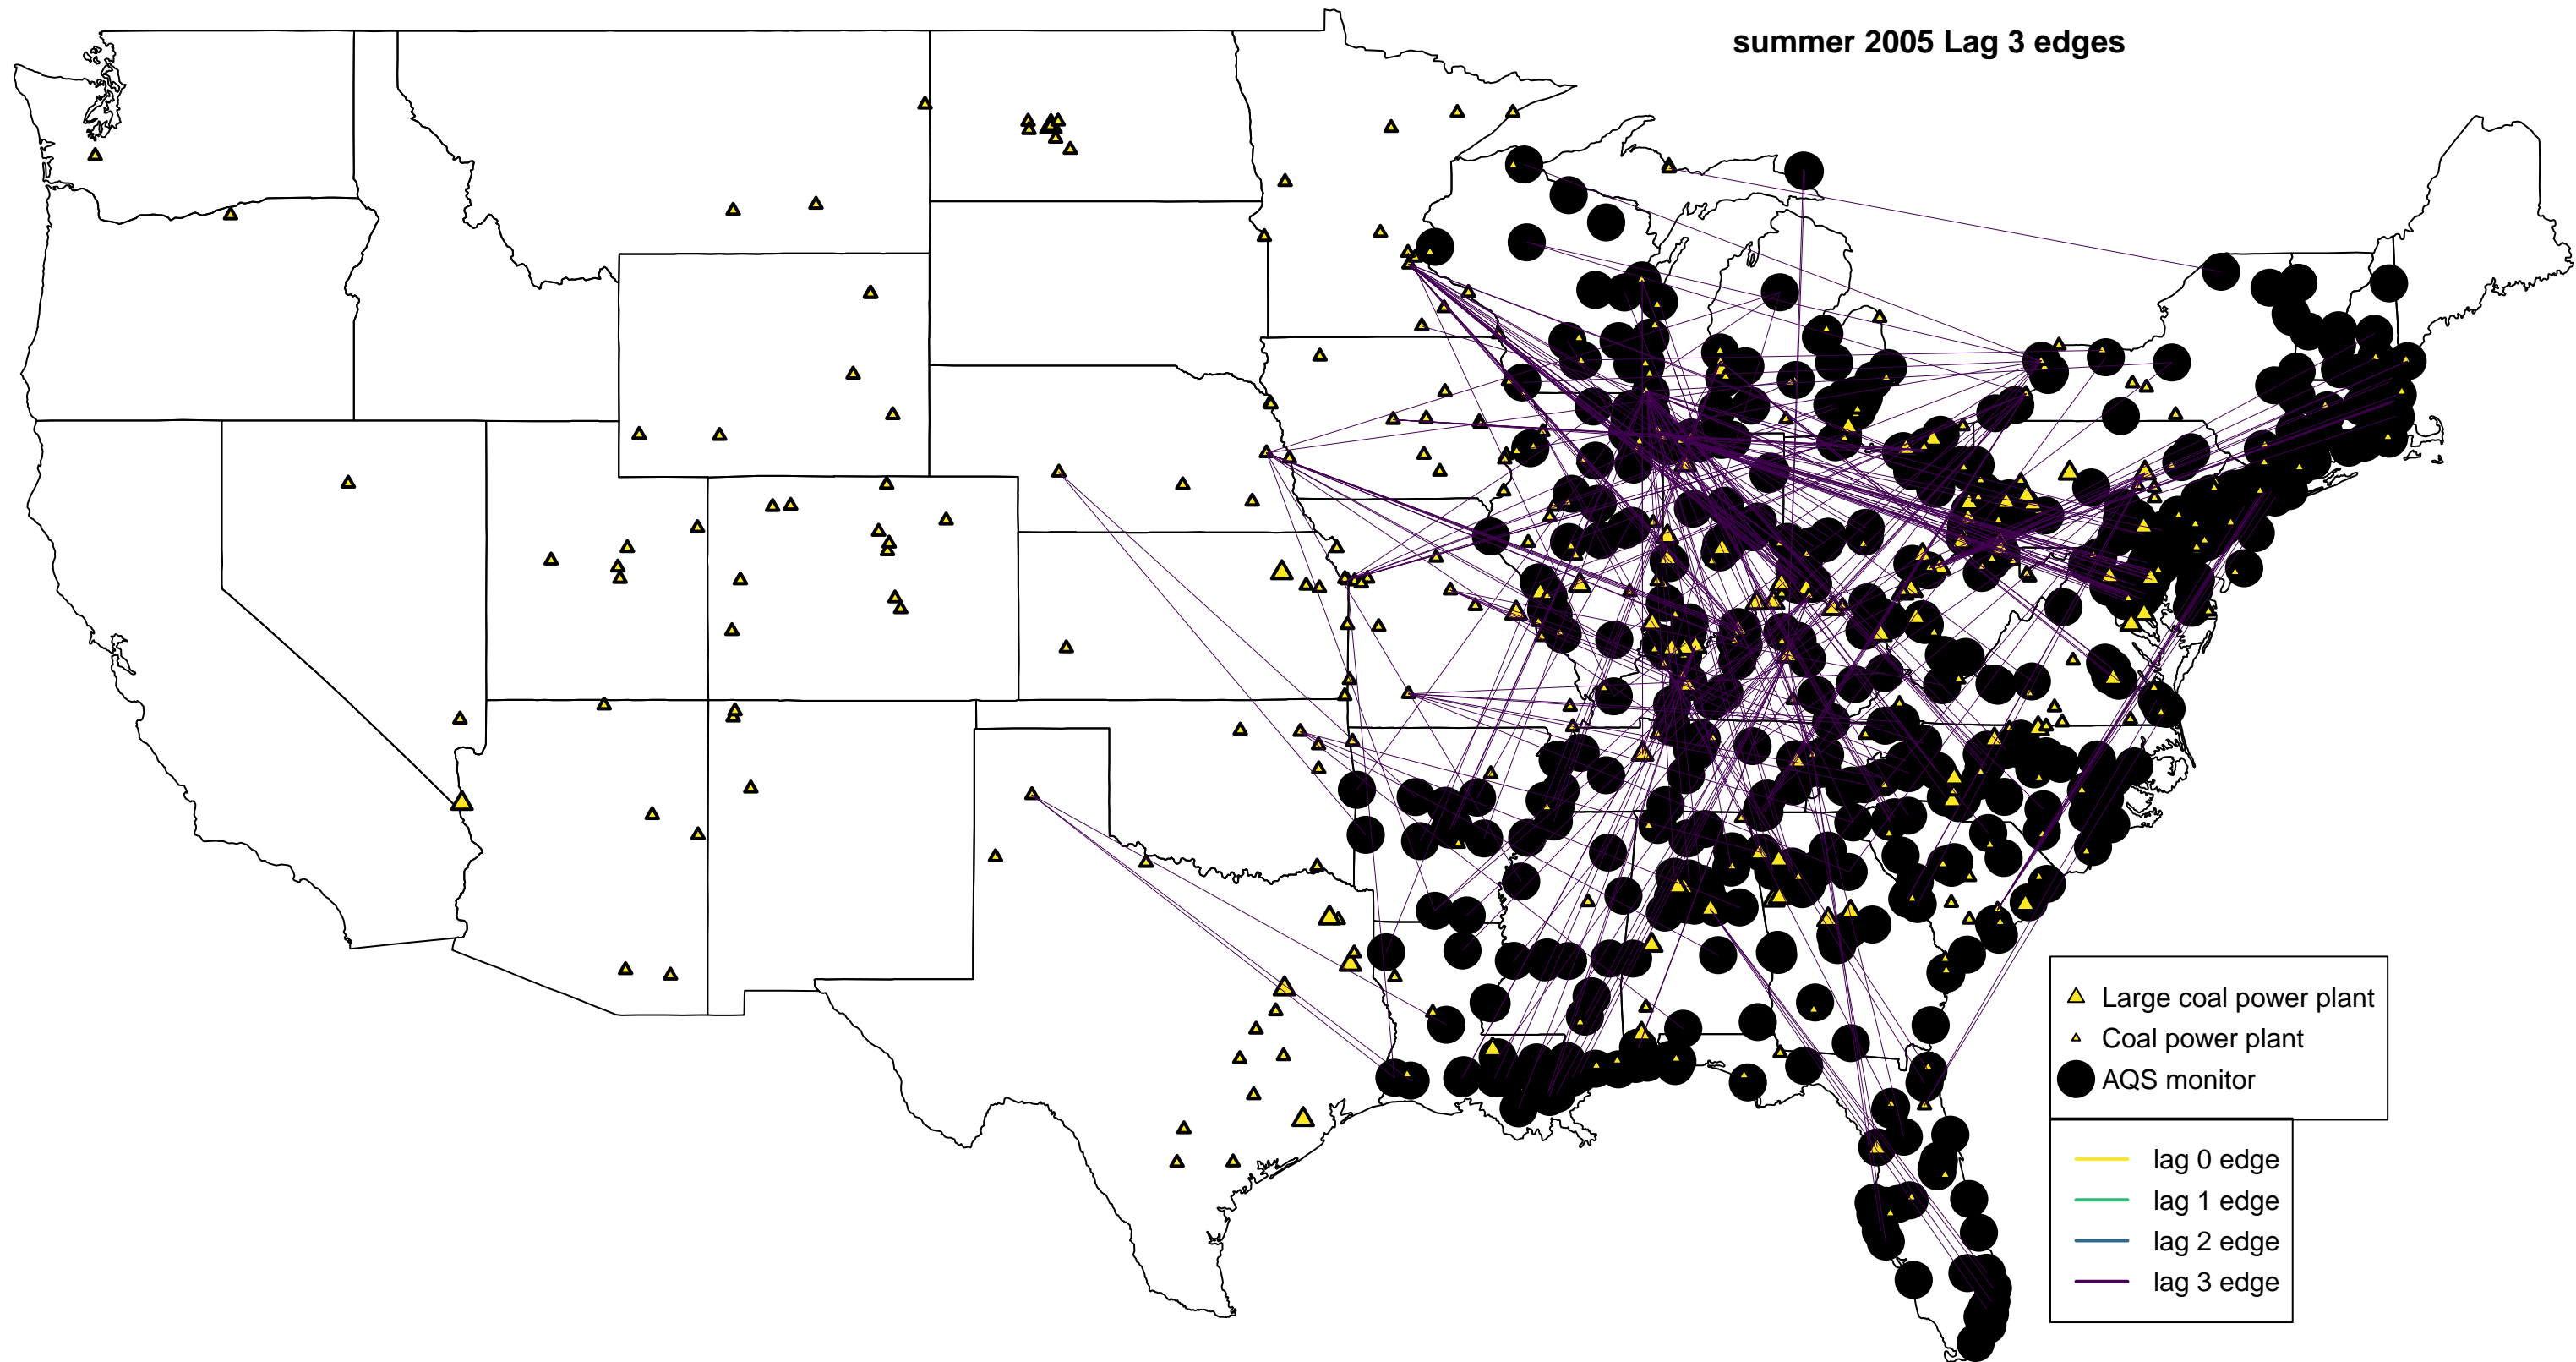 summer 2005 Lag 3 edges
Large coal power plant
Coal power plant
AQS monitor
lag 0 edge
lag 1 edge
lag 2 edge
lag 3 edge